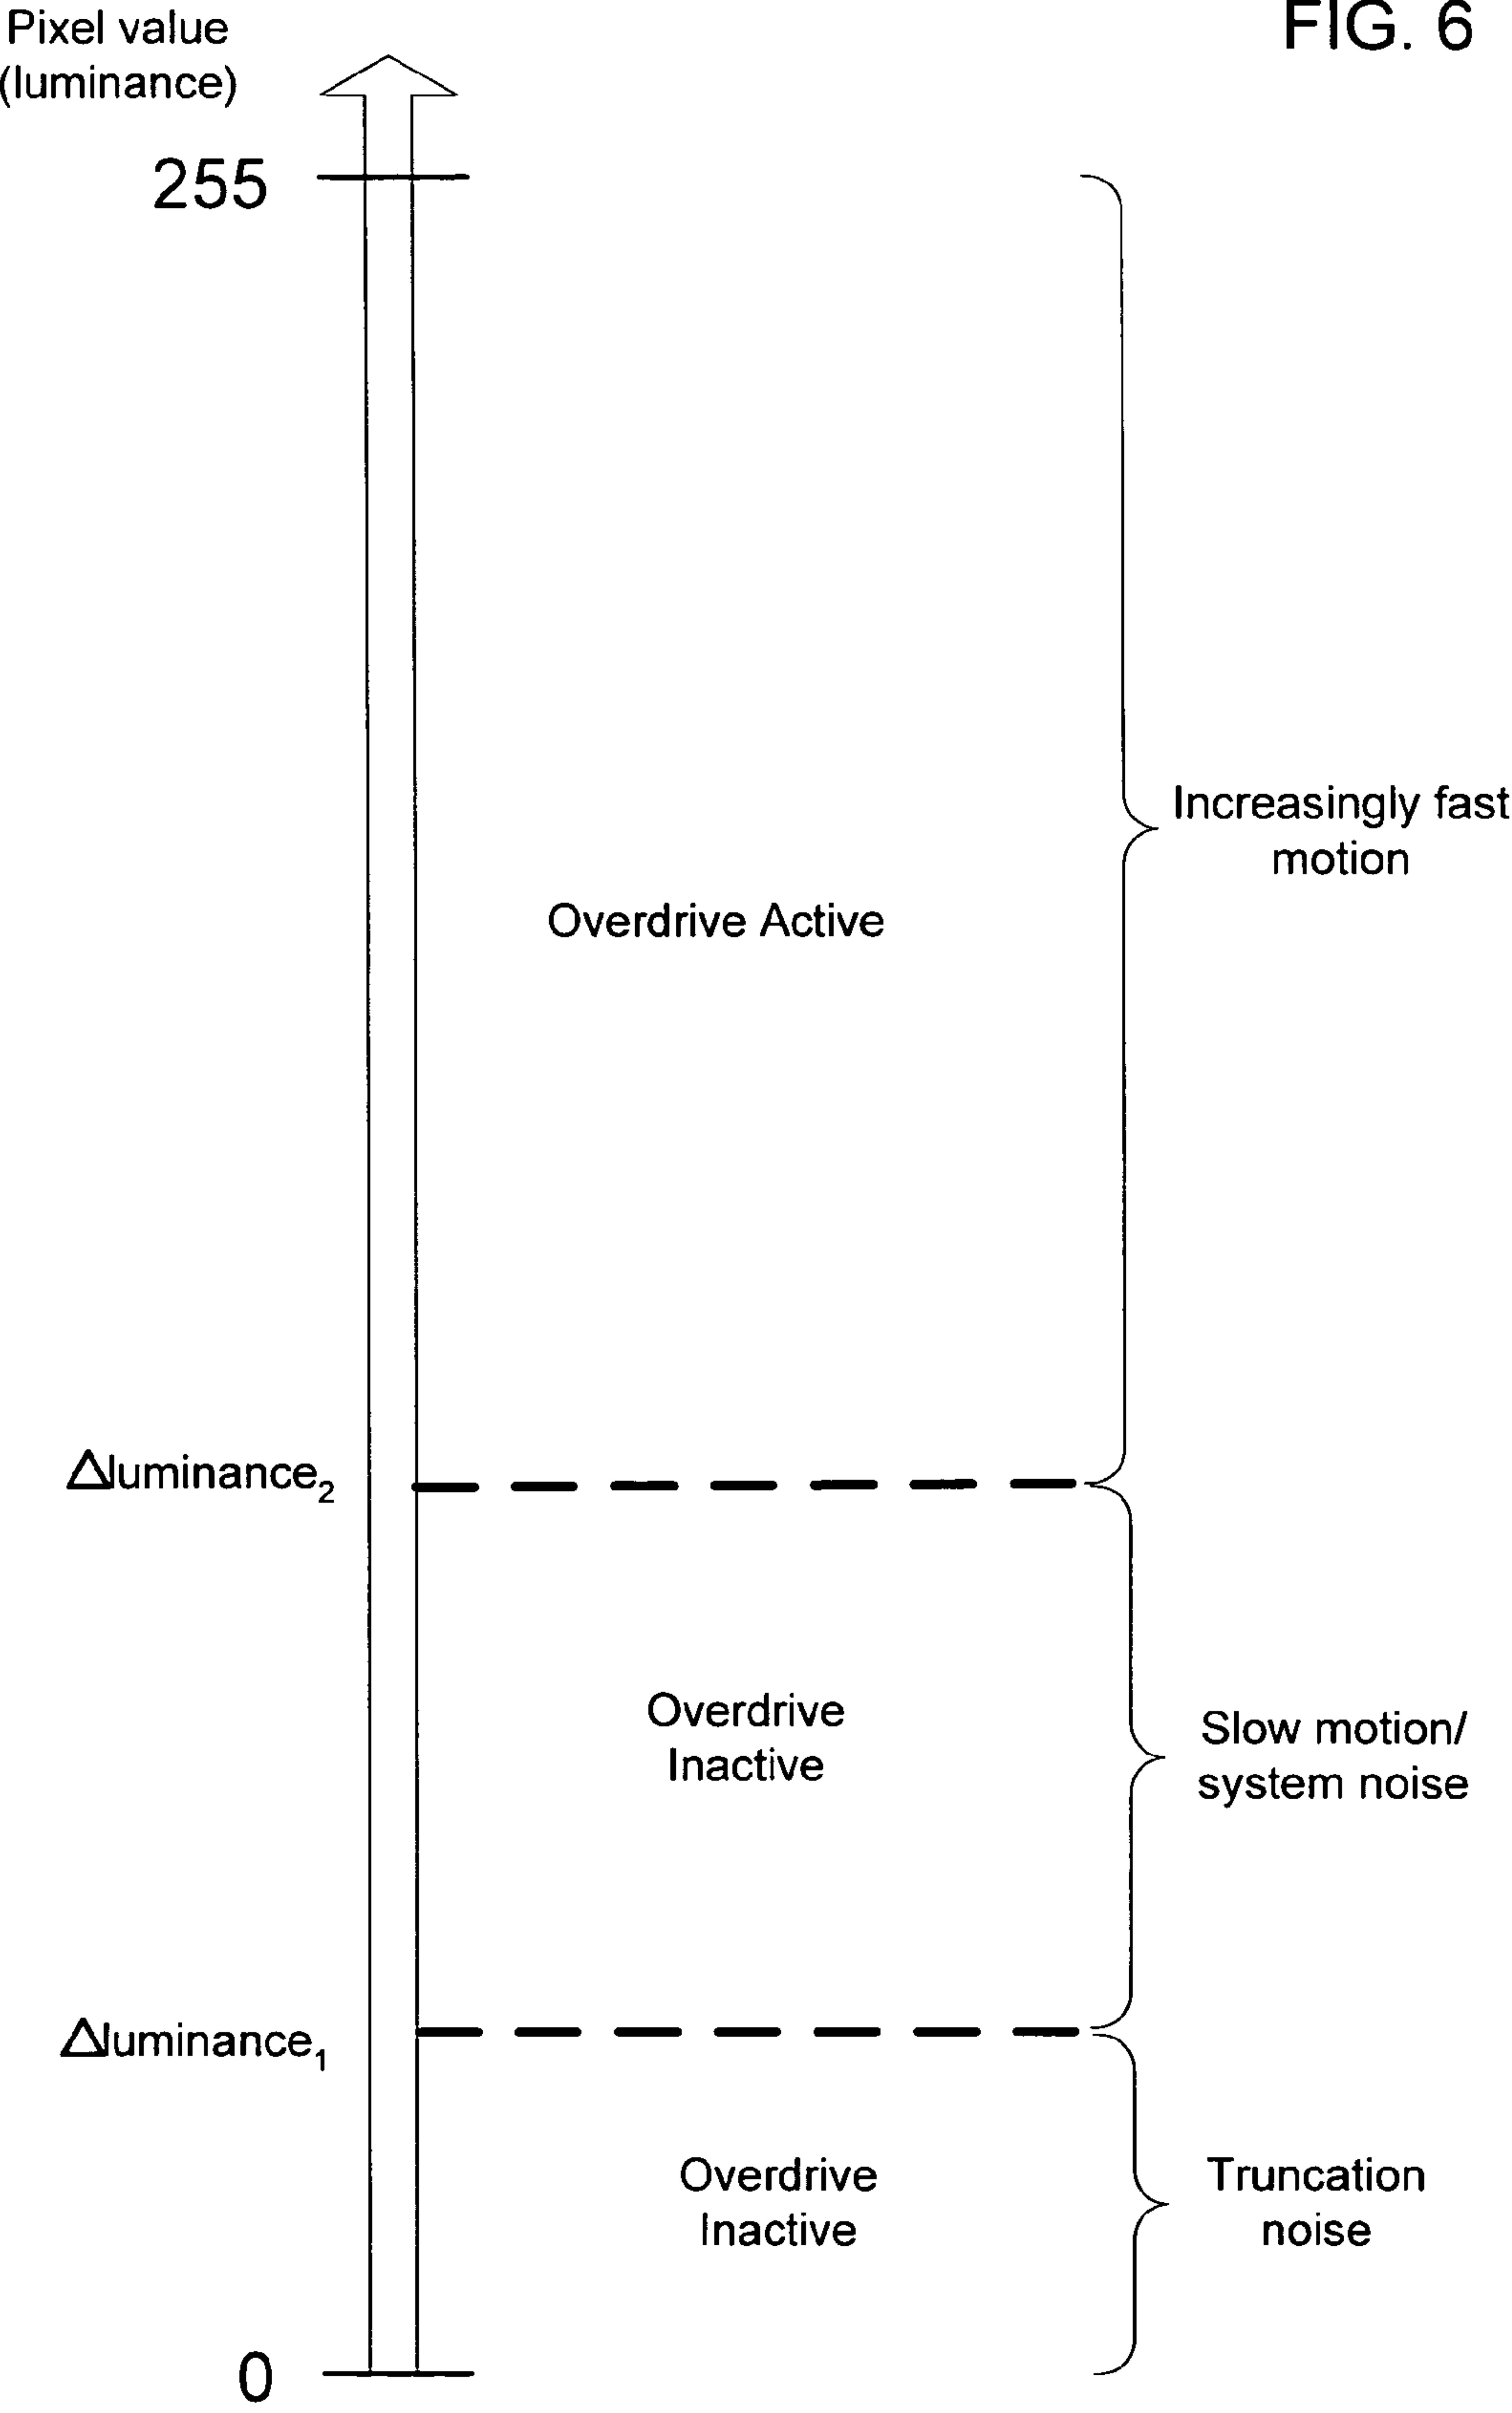 FIG. 6
Pixel value
(luminance)
255
Increasingly fast
motion
Overdrive Active
Δluminance₂
Overdrive
Inactive
Slow motion/
system noise
Δluminance₁
Overdrive
Inactive
Truncation
noise
0